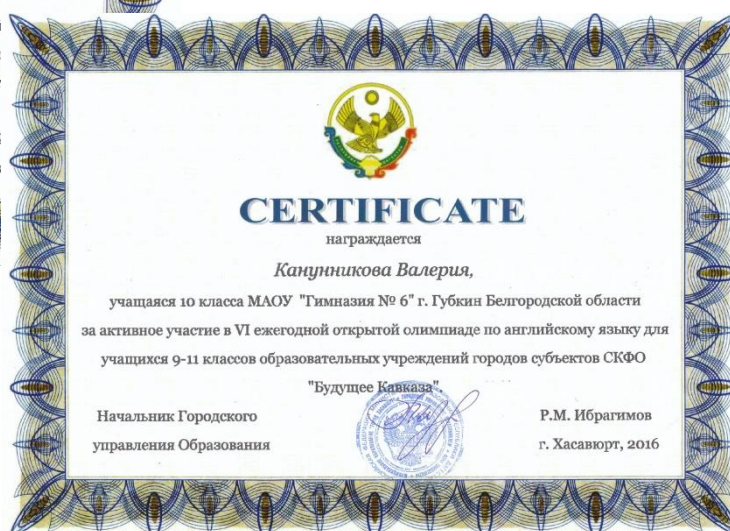 CERTIFICATE
награждается
Канунникова Валерия,
учащаяся 10 класса МАОУ "Гимназия № 6" г. Губкин Белгородской области
за активное участие в VI ежегодной открытой олимпиаде по английскому языку для
учащихся 9-11 классов образовательных учреждений городов субъектов СКФО
"Будущее Кавказа".
Начальник Городского
управления Образования
Р.М. Ибрагимов
г. Хасавюрт, 2016